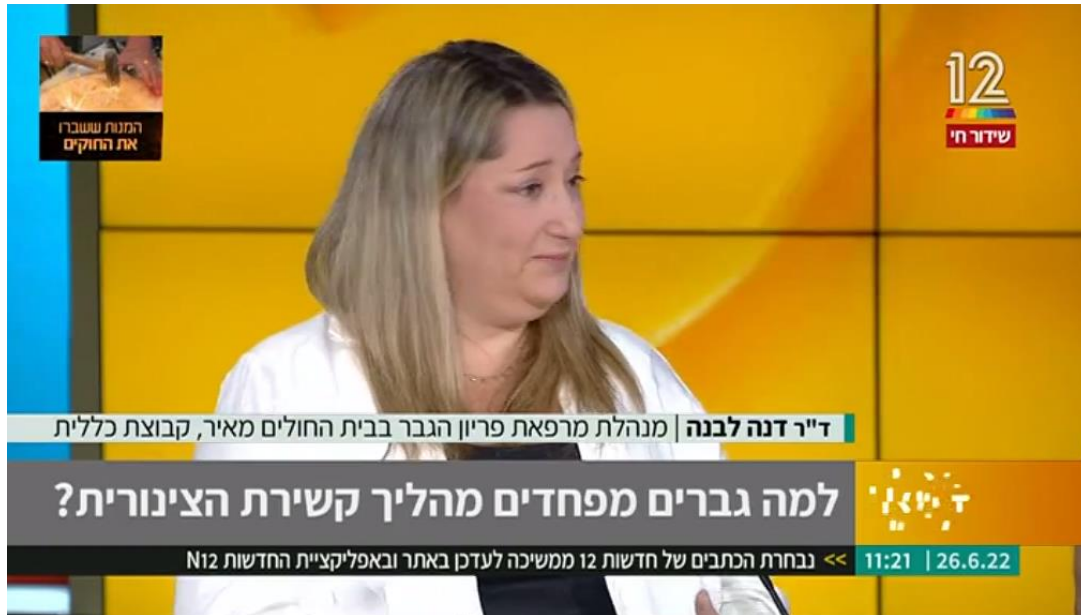 המנות ששברו
את החוקים
12
שידור חי
ד"ר דנה לבנה | מנהלת מרפאת פריון הגבר בבית החולים מאיר, קבוצת כללית
למה גברים מפחדים מהליך קשירת הצינורית?
>> נבחרת הכתבים של חדשות 12 ממשיכה לעדכן באתר ובאפליקציית החדשות N12
11:21 | 26.6.22